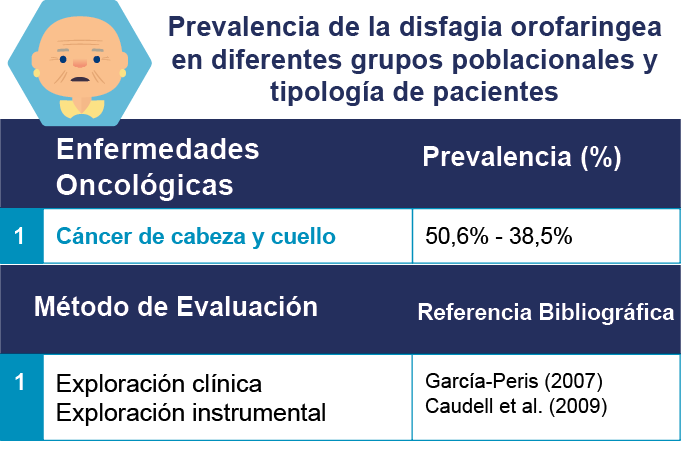 Prevalencia de la disfagia orofaringea
en diferentes grupos poblacionales y
tipología de pacientes
Enfermedades
Oncológicas
Prevalencia (%)
1
Cáncer de cabeza y cuello
50,6% - 38,5%
Método de Evaluación
Referencia Bibliográfica
1
Exploración clínica
Exploración instrumental
García-Peris (2007)
Caudell et al. (2009)